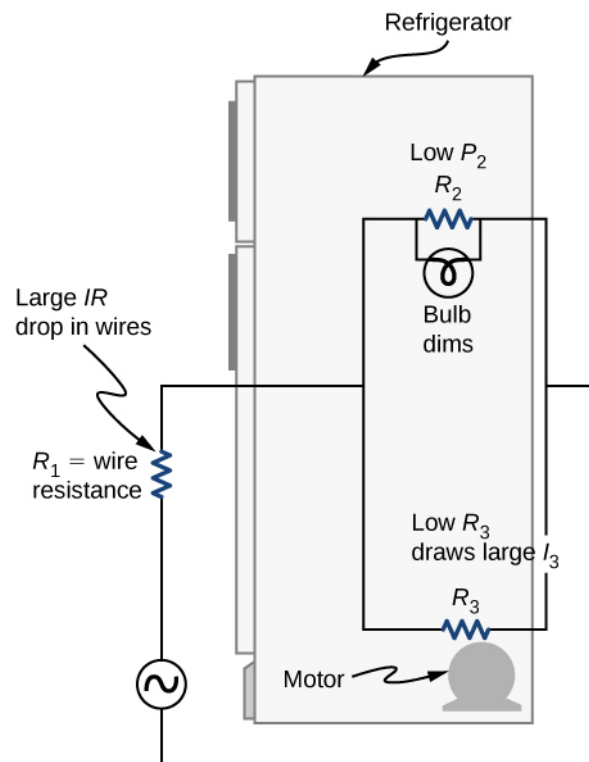 Refrigerator
Low P₂
R₂
Bulb
dims
Large IR
drop in wires
R₁ = wire
resistance
Low R₃
draws large I₃
R₃
Motor